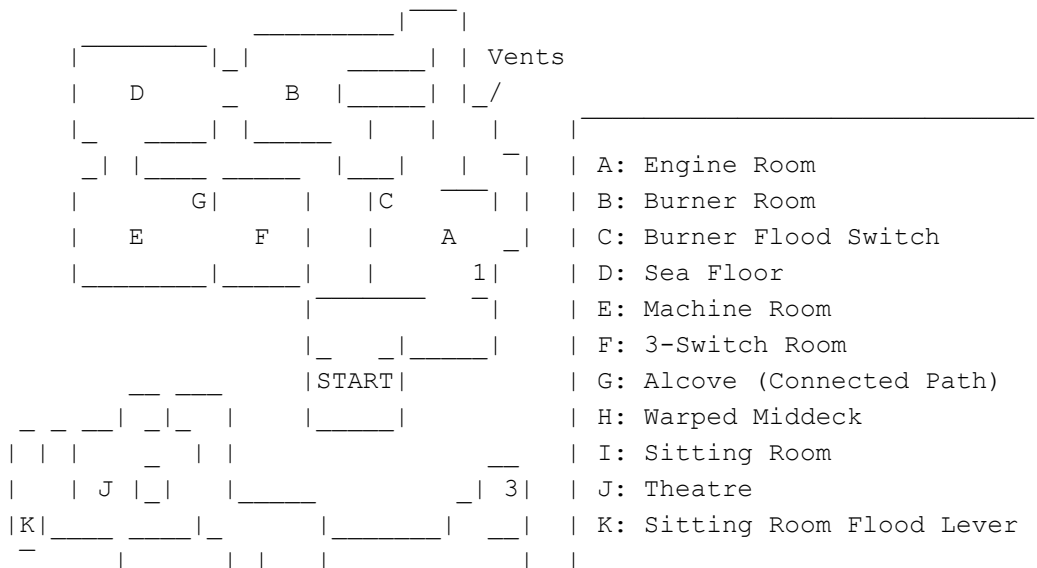 Vents
D B
A: Engine Room
G C B: Burner Room
E F A C: Burner Flood Switch
1 D: Sea Floor
E: Machine Room
F: 3-Switch Room
START G: Alcove (Connected Path)
H: Warped Middeck
I: Sitting Room
J 3 J: Theatre
K K: Sitting Room Flood Lever